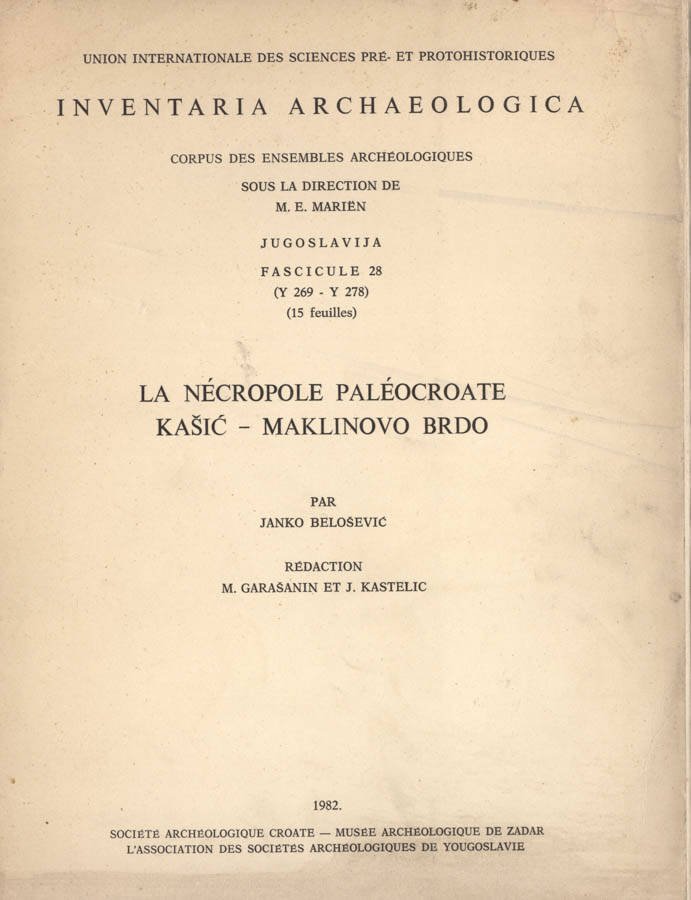 UNION INTERNATIONALE DES SCIENCES PRÉ- ET PROTOHISTORIQUES
INVENTARIA ARCHAEOLOGICA
CORPUS DES ENSEMBLES ARCHÉOLOGIQUES
SOUS LA DIRECTION DE
M. E. MARIËN
JUGOSLAVIJA
FASCICULE 28
(Y 269 - Y 278)
(15 feuilles)
LA NÉCROPOLE PALÉOCROATE
KAŠIĆ – MAKLINOVO BRDO
PAR
JANKO BELOŠEVIĆ
RÉDACTION
M. GARAŠANIN ET J. KASTELIC
1982.
SOCIÉTÉ ARCHÉOLOGIQUE CROATE — MUSÉE ARCHÉOLOGIQUE DE ZADAR
L'ASSOCIATION DES SOCIÉTÉS ARCHÉOLOGIQUES DE YOUGOSLAVIE